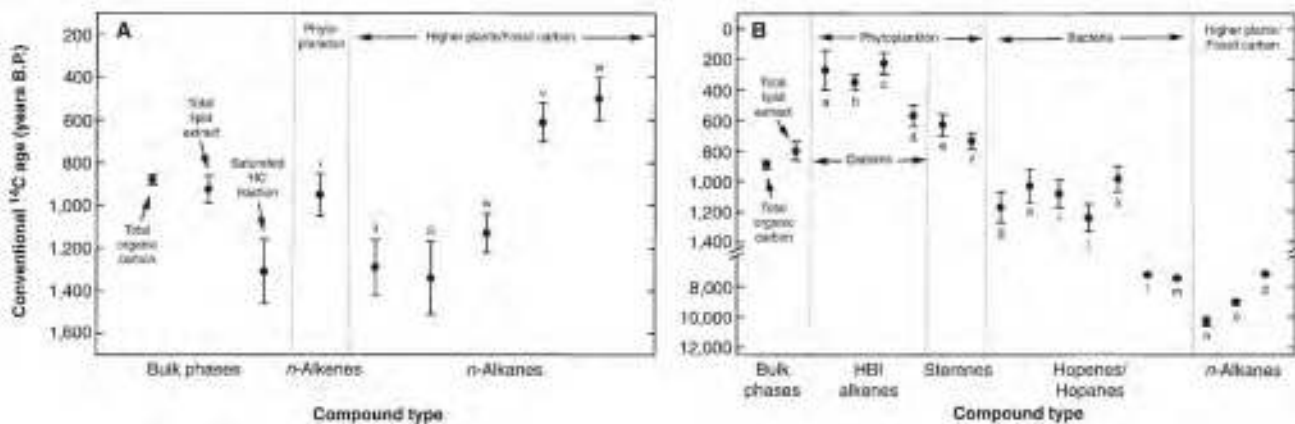 Conventional ¹⁴C age (years B.P.)
A
200
400
600
800
1,000
1,200
1,400
1,600
Phyto-
plankton
Higher plants/Fossil carbon
Total
lipid
extract
Saturated
HC
fraction
Total
organic
carbon
Bulk phases
n-Alkenes
n-Alkanes
Compound type
B
0
200
400
600
800
1,000
1,200
1,400
8,000
10,000
12,000
Phytoplankton
Bacteria
Higher plants/
Fossil carbon
Total
lipid
extract
Diatoms
Total
organic
carbon
a
b
c
d
e
f
g
l
m
Bulk
phases
HBI
alkenes
Sterenes
Hopenes/
Hopanes
n-Alkanes
Compound type